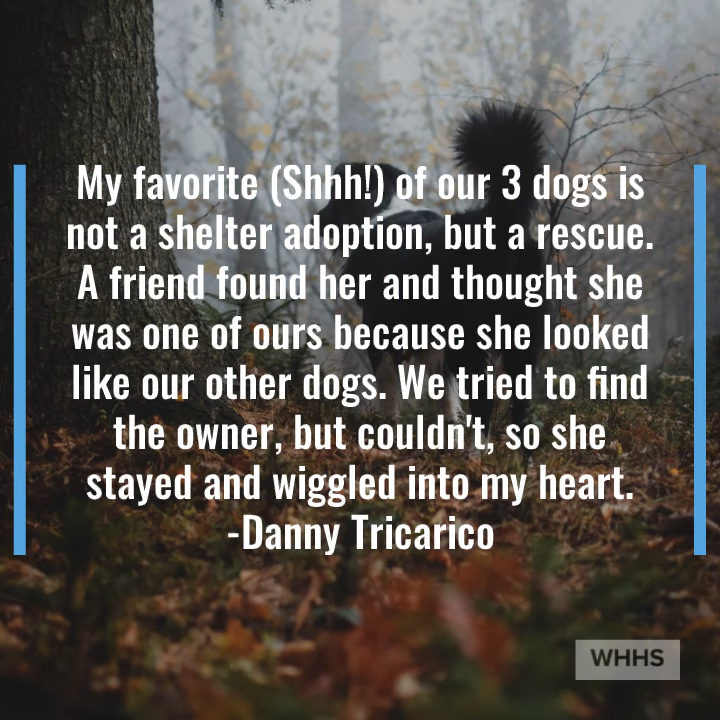 My favorite (Shhh!) of our 3 dogs is
not a shelter adoption, but a rescue.
A friend found her and thought she
was one of ours because she looked
like our other dogs. We tried to find
the owner, but couldn't, so she
stayed and wiggled into my heart.
-Danny Tricarico
WHHS